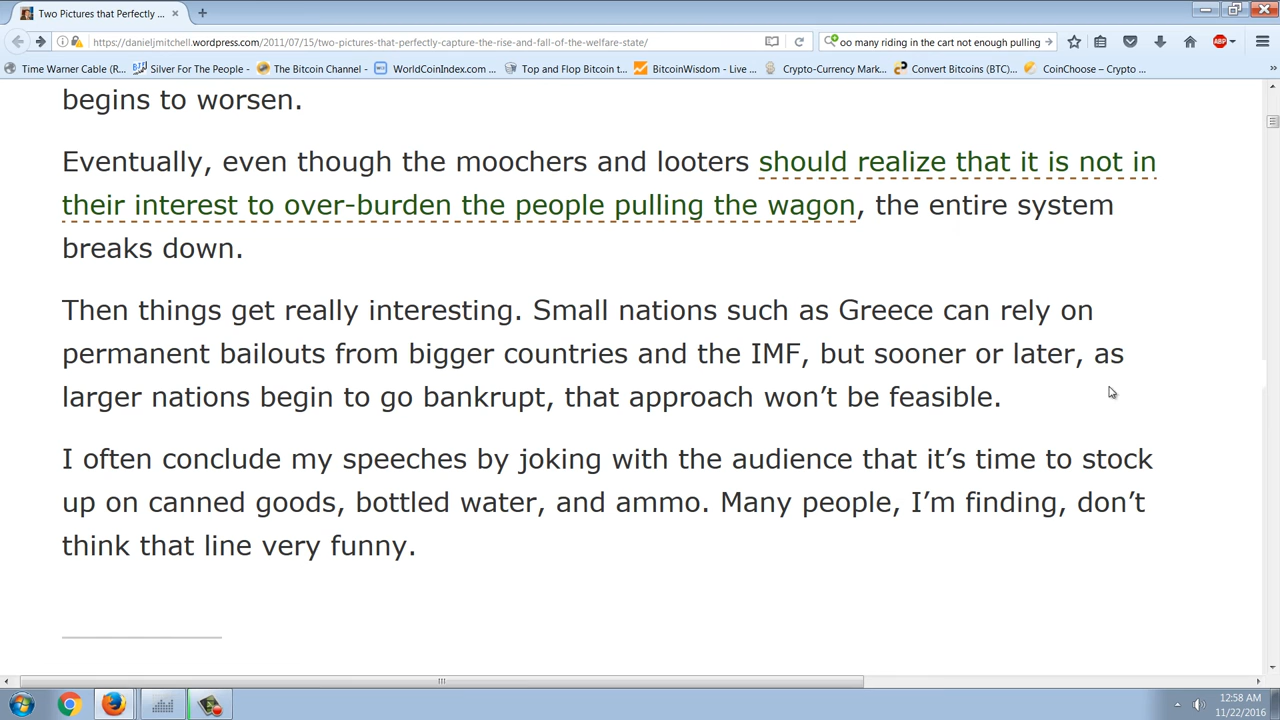 Two Pictures that Perfectly ...
https://danieljmitchell.wordpress.com/2011/07/15/two-pictures-that-perfectly-capture-the-rise-and-fall-of-the-welfare-state/
oo many riding in the cart not enough pulling
ABP
Time Warner Cable (R...
Silver For The People - ...
The Bitcoin Channel - ...
WorldCoinIndex.com ...
Top and Flop Bitcoin t...
BitcoinWisdom - Live ...
Crypto-Currency Mark...
Convert Bitcoins (BTC)...
CoinChoose – Crypto ...
begins to worsen.
Eventually, even though the moochers and looters should realize that it is not in
their interest to over-burden the people pulling the wagon, the entire system
breaks down.
Then things get really interesting. Small nations such as Greece can rely on
permanent bailouts from bigger countries and the IMF, but sooner or later, as
larger nations begin to go bankrupt, that approach won’t be feasible.
I often conclude my speeches by joking with the audience that it’s time to stock
up on canned goods, bottled water, and ammo. Many people, I’m finding, don’t
think that line very funny.
12:58 AM
11/22/2016